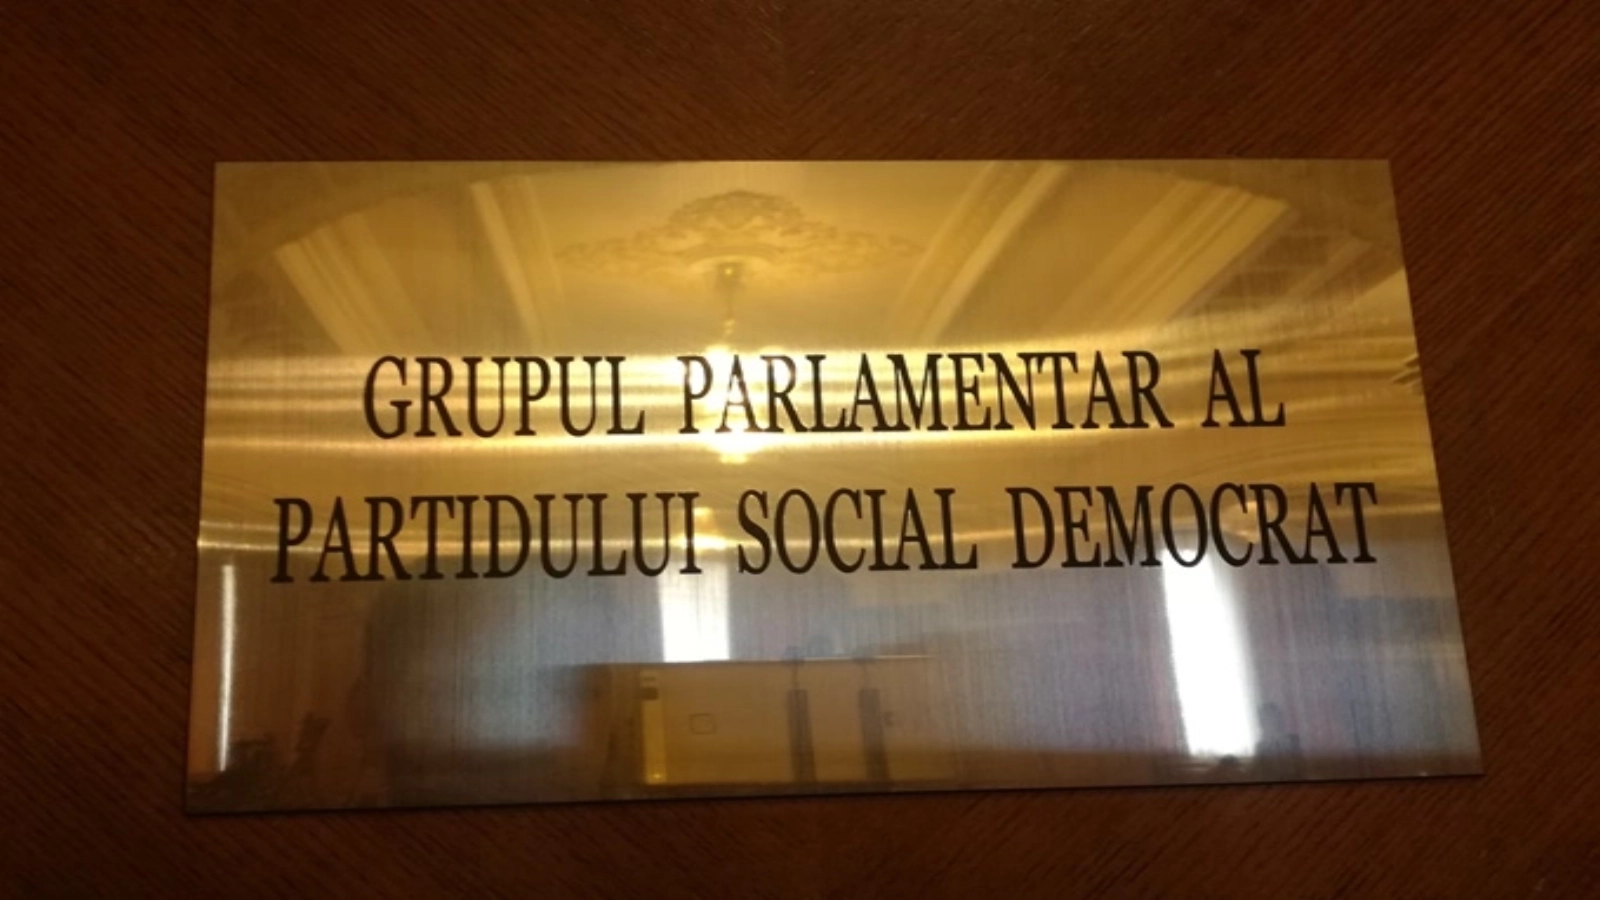 GRUPUL PARLAMENTAR AL
PARTIDULUI SOCIAL DEMOCRAT